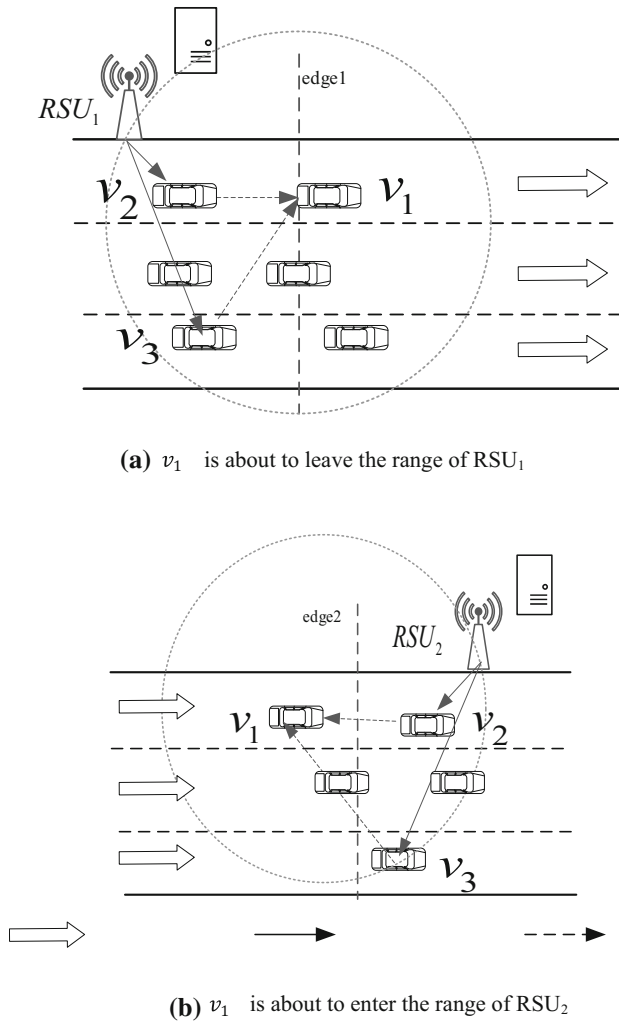 edge1
RSU₁
v₂
v₁
v₃
(a) v₁ is about to leave the range of RSU₁
edge2
RSU₂
v₁
v₂
v₃
(b) v₁ is about to enter the range of RSU₂